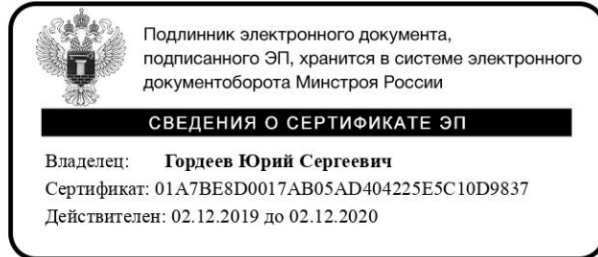 Подлинник электронного документа,
подписанного ЭП, хранится в системе электронного
документоборота Минстроя России
СВЕДЕНИЯ О СЕРТИФИКАТЕ ЭП
Владелец: Гордеев Юрий Сергеевич
Сертификат: 01A7BE8D0017AB05AD404225E5C10D9837
Действителен: 02.12.2019 до 02.12.2020